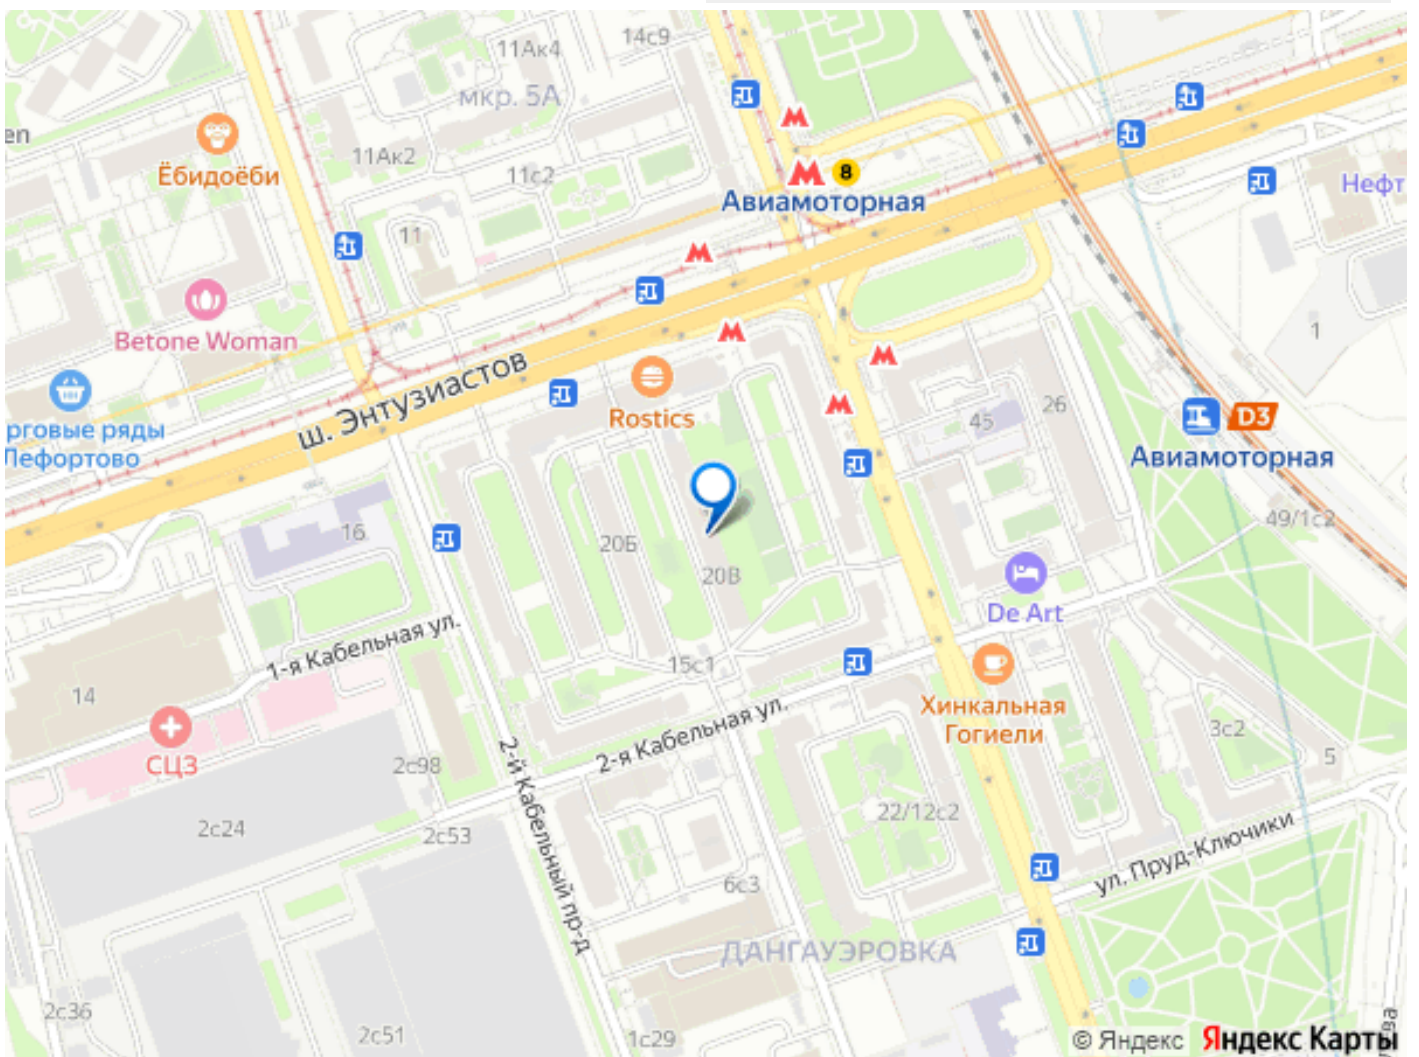 14с9
11Ак4
мкр. 5А
en
Ёбидоёби
11Ак2
11с2
8
Авиамоторная
Нефт
11
Betone Woman
1
ш. Энтузиастов
Rostics
рговые ряды
Лефортово
45
26
D3
Авиамоторная
49/1с2
16
20Б
20В
De Art
1-я Кабельная ул.
15с1
14
2-я Кабельная ул.
Хинкальная
Гогиели
3с2
5
СЦЗ
2с98
2-й Кабельный пр-д
2с24
2с53
22/12с2
ул. Пруд-Ключики
6с3
ДАНГАУЭРОВКА
2с36
2с51
1с29
© Яндекс Яндекс Карты